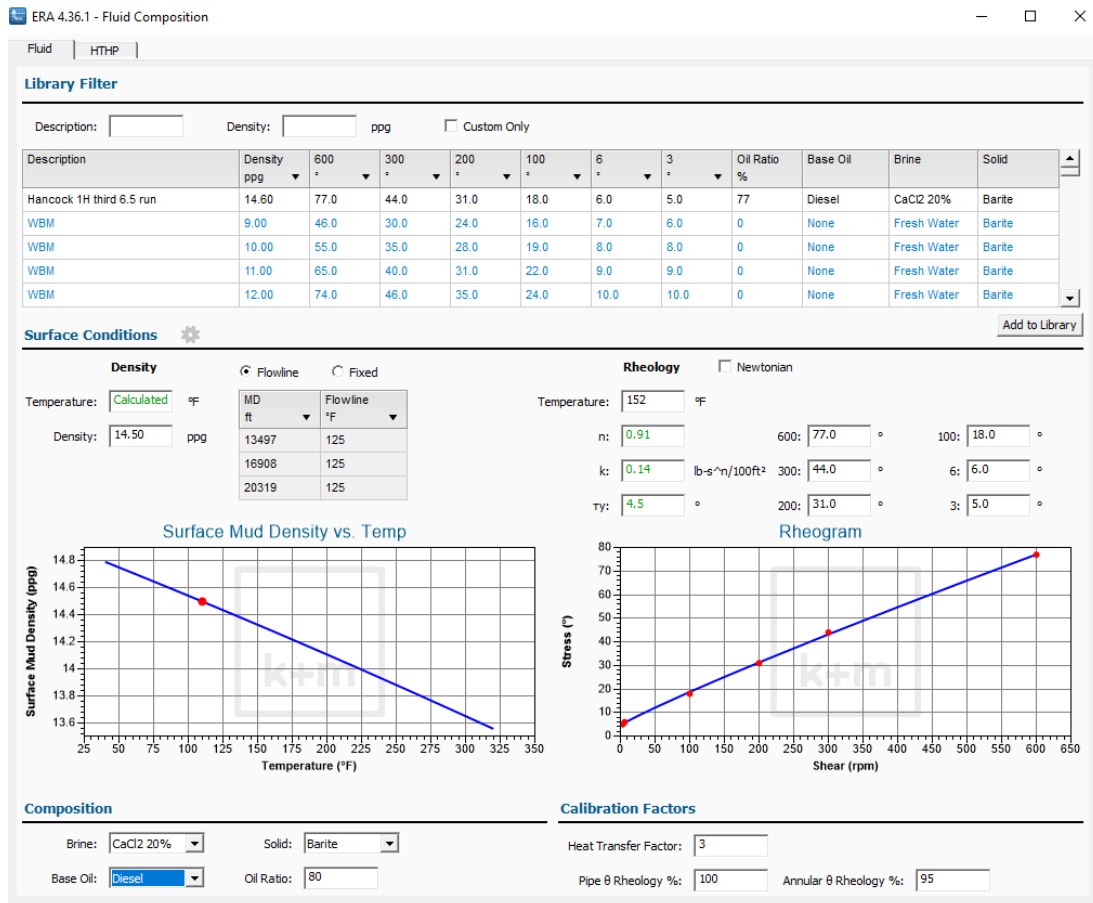 ERA 4.36.1 - Fluid Composition
Fluid HTHP
Library Filter
Description: Density: ppg Custom Only
Description Density ppg 600 ° 300 ° 200 ° 100 ° 6 ° 3 ° Oil Ratio % Base Oil Brine Solid
Hancock 1H third 6.5 run 14.60 77.0 44.0 31.0 18.0 6.0 5.0 77 Diesel CaCl2 20% Barite
WBM 9.00 46.0 30.0 24.0 16.0 7.0 6.0 0 None Fresh Water Barite
WBM 10.00 55.0 35.0 28.0 19.0 8.0 8.0 0 None Fresh Water Barite
WBM 11.00 65.0 40.0 31.0 22.0 9.0 9.0 0 None Fresh Water Barite
WBM 12.00 74.0 46.0 35.0 24.0 10.0 10.0 0 None Fresh Water Barite
Add to Library
Surface Conditions
Density Flowline Fixed
Temperature: Calculated °F
Density: 14.50 ppg
MD ft Flowline °F
13497 125
16908 125
20319 125
Rheology Newtonian
Temperature: 152 °F
n: 0.91 600: 77.0 ° 100: 18.0 °
k: 0.14 lb-s^n/100ft² 300: 44.0 ° 6: 6.0 °
τy: 4.5 ° 200: 31.0 ° 3: 5.0 °
Surface Mud Density vs. Temp
Surface Mud Density (ppg)
14.8
14.6
14.4
14.2
14
13.8
13.6
k+m
25 50 75 100 125 150 175 200 225 250 275 300 325 350
Temperature (°F)
Rheogram
Stress (°)
80
70
60
50
40
30
20
10
0
k+m
0 50 100 150 200 250 300 350 400 450 500 550 600 650
Shear (rpm)
Composition
Brine: CaCl2 20% Solid: Barite
Base Oil: Diesel Oil Ratio: 80
Calibration Factors
Heat Transfer Factor: 3
Pipe θ Rheology %: 100 Annular θ Rheology %: 95